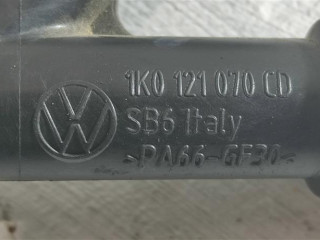 1K0 121 070 CD
SB6 Italy
>PA66-GF30<